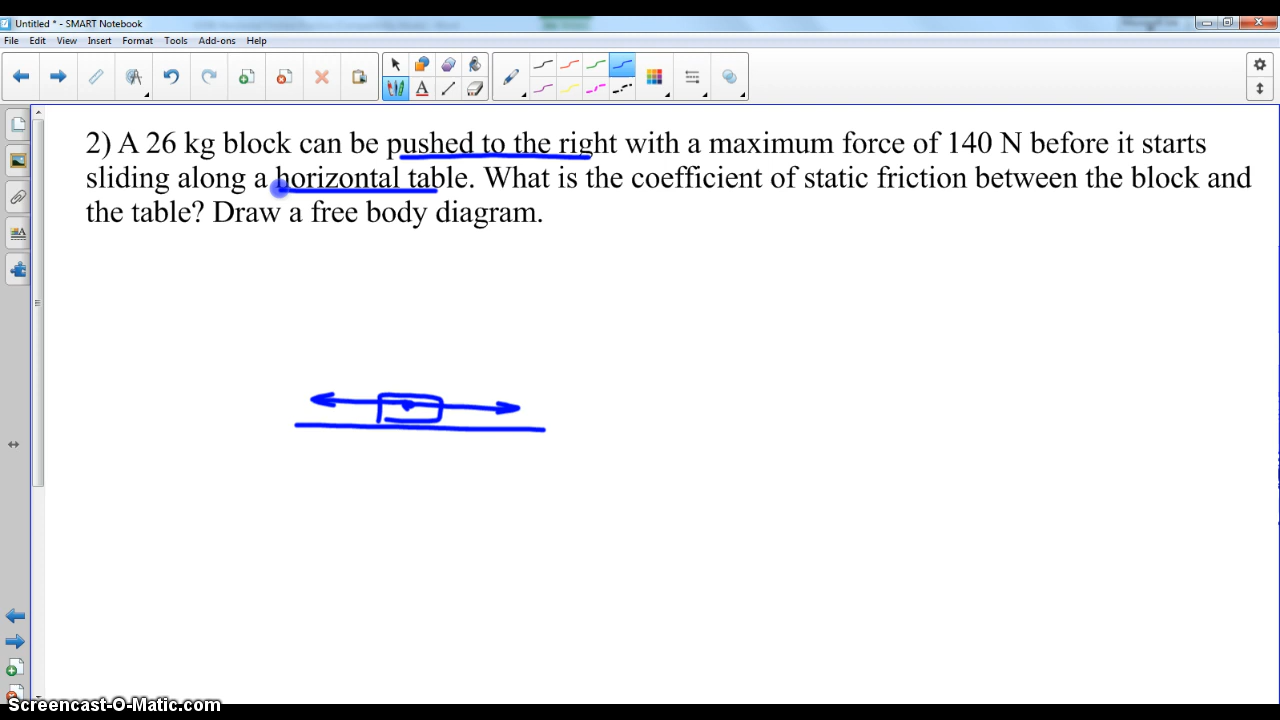 Untitled * - SMART Notebook
File Edit View Insert Format Tools Add-ons Help
2) A 26 kg block can be pushed to the right with a maximum force of 140 N before it starts
sliding along a horizontal table. What is the coefficient of static friction between the block and
the table? Draw a free body diagram.
Screencast-O-Matic.com